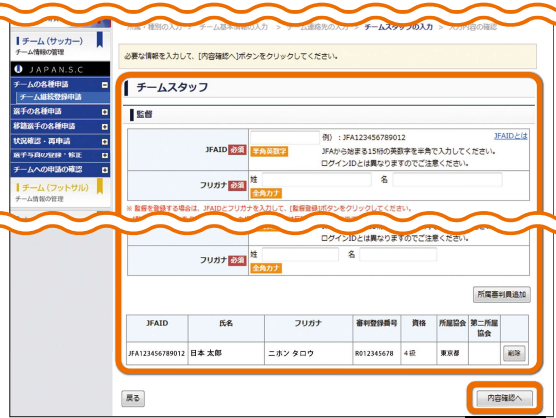 所属・種別の入力 > チーム基本情報の入力 > チーム連絡先の入力 > チームスタッフの入力 > 入力内容の確認
チーム (サッカー)
チーム情報の管理
必要な情報を入力して、[内容確認へ]ボタンをクリックしてください。
JAPAN.S.C
チームの各種申請
チーム継続登録申請
選手の各種申請
移籍選手の各種申請
状況確認・再申請
選手写真の登録・修正
チームへの申請の確認
チーム (フットサル)
チーム情報の管理
チームスタッフ
監督
JFAID 必須 半角英数字
例）：JFA123456789012
JFAIDとは
JFAから始まる15桁の英数字を半角で入力してください。
ログインIDとは異なりますのでご注意ください。
フリガナ 必須 姓 名
全角カナ
※ 監督を登録する場合は、JFAIDとフリガナを入力して、[監督登録]ボタンをクリックしてください。
ログインIDとは異なりますのでご注意ください。
フリガナ 必須 姓 名
全角カナ
所属審判員追加
JFAID 氏名 フリガナ 審判登録番号 資格 所属協会 第二所属協会
JFA123456789012 日本 太郎 ニホン タロウ R012345678 4級 東京都 削除
戻る
内容確認へ